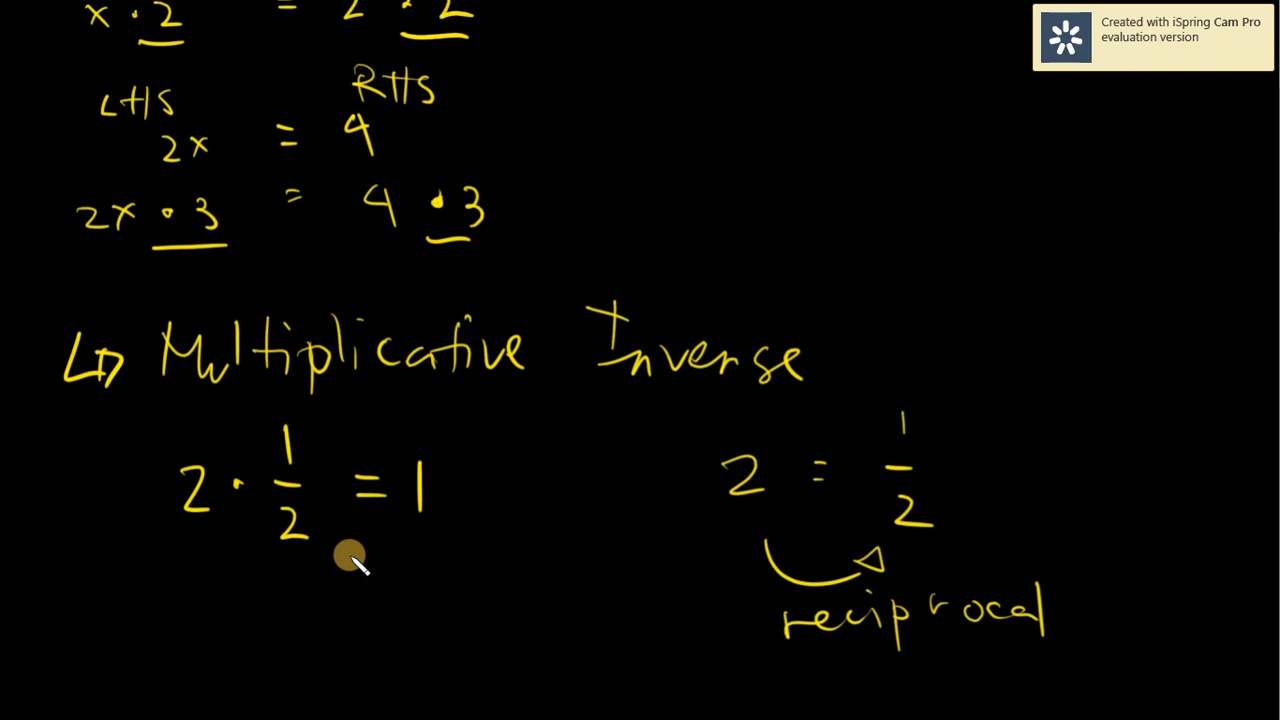 x · 2 = 2 · 2
LHS RHS
2x = 4
2x · 3 = 4 · 3
↳ Multiplicative Inverse
2 · 1/2 = 1
2 = 1/2
reciprocal
Created with iSpring Cam Pro
evaluation version